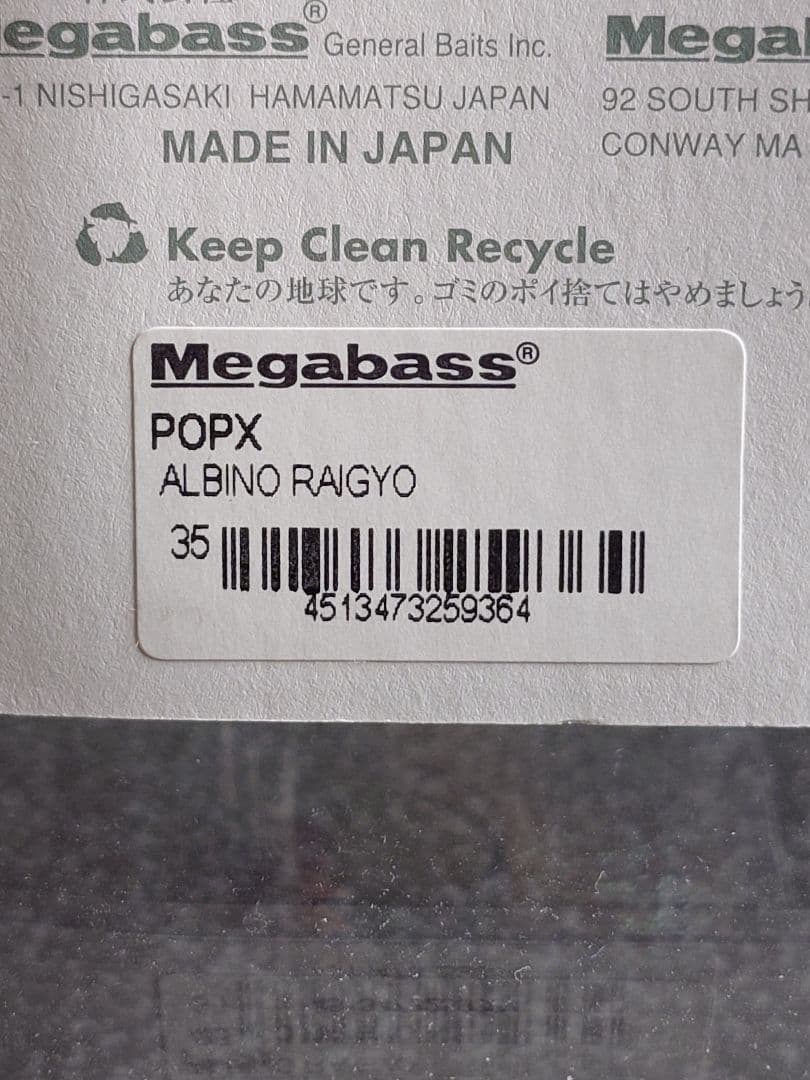 egabass® General Baits Inc.
-1 NISHIGASAKI HAMAMATSU JAPAN
MADE IN JAPAN
Mega
92 SOUTH SH
CONWAY MA
Keep Clean Recycle
あなたの地球です。ゴミのポイ捨てはやめましょう
Megabass®
POPX
ALBINO RAIGYO
35
4513473259364